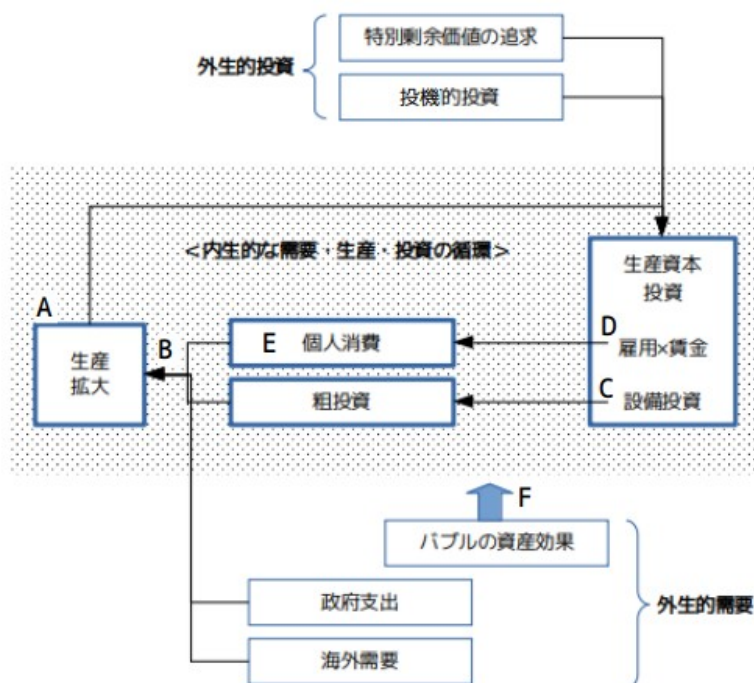 特別剰余価値の追求
外生的投資
投機的投資
<内生的な需要・生産・投資の循環>
生産資本
投資
A
D
E
個人消費
雇用×賃金
生産
拡大
B
C
粗投資
設備投資
F
バブルの資産効果
政府支出
外生的需要
海外需要